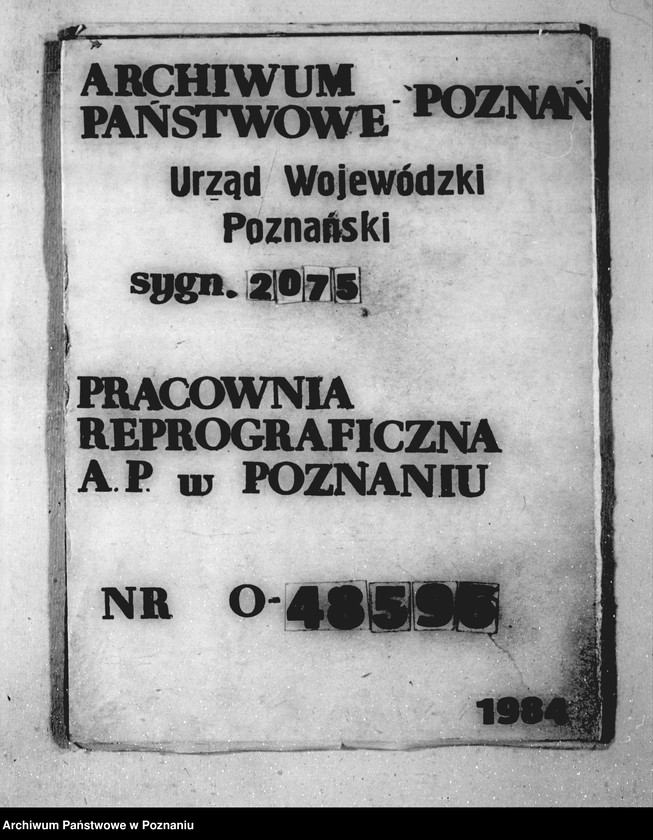 ARCHIWUM
PAŃSTWOWE - POZNAŃ
Urząd Wojewódzki
Poznański
sygn. 2075
PRACOWNIA
REPROGRAFICZNA
A.P. w POZNANIU
NR O-48595
1984
Archiwum Państwowe w Poznaniu